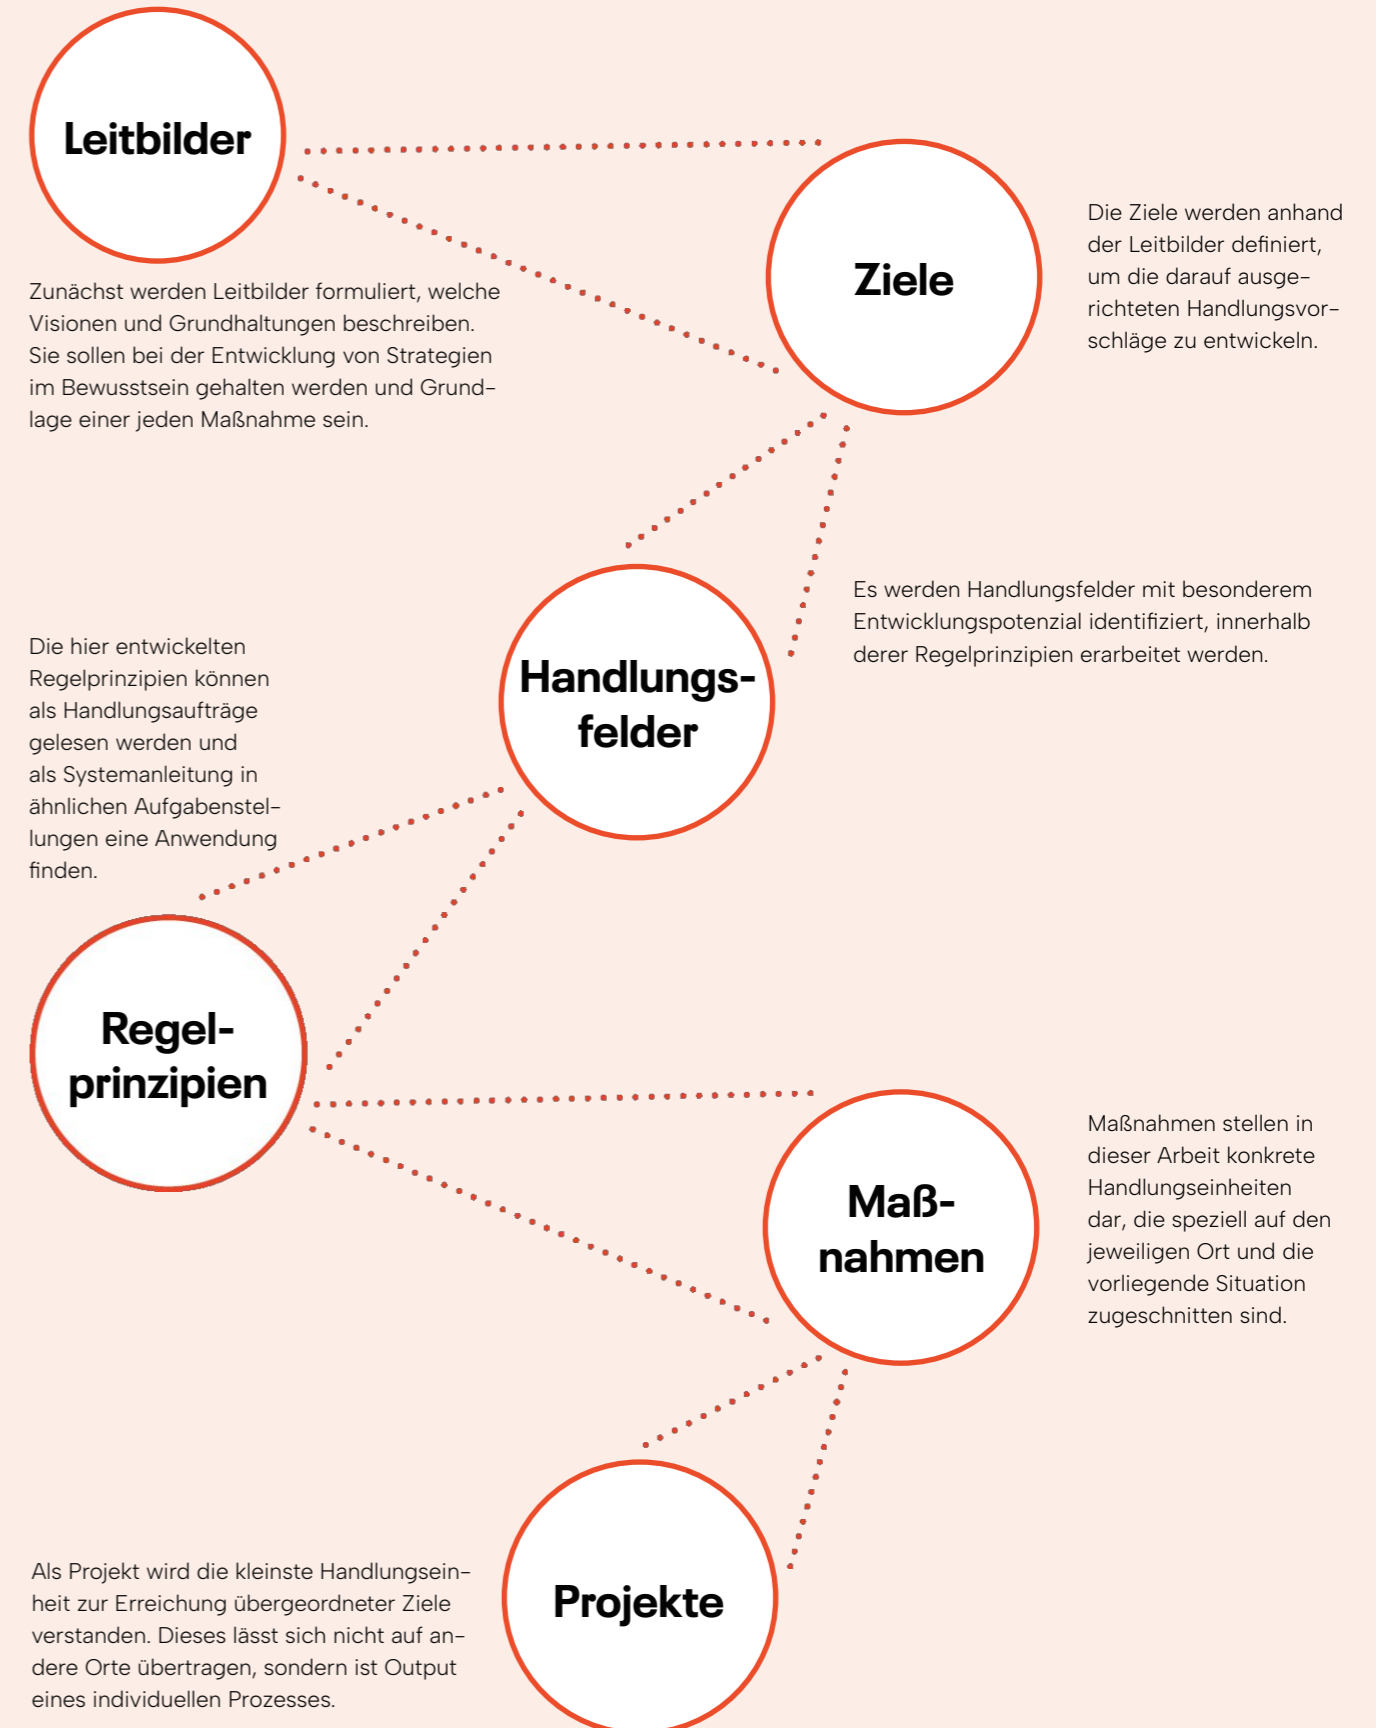 Leitbilder
Zunächst werden Leitbilder formuliert, welche
Visionen und Grundhaltungen beschreiben.
Sie sollen bei der Entwicklung von Strategien
im Bewusstsein gehalten werden und Grund-
lage einer jeden Maßnahme sein.
Ziele
Die Ziele werden anhand
der Leitbilder definiert,
um die darauf ausge-
richteten Handlungsvor-
schläge zu entwickeln.
Handlungs-
felder
Es werden Handlungsfelder mit besonderem
Entwicklungspotenzial identifiziert, innerhalb
derer Regelprinzipien erarbeitet werden.
Die hier entwickelten
Regelprinzipien können
als Handlungsaufträge
gelesen werden und
als Systemanleitung in
ähnlichen Aufgabenstel-
lungen eine Anwendung
finden.
Regel-
prinzipien
Maß-
nahmen
Maßnahmen stellen in
dieser Arbeit konkrete
Handlungseinheiten
dar, die speziell auf den
jeweiligen Ort und die
vorliegende Situation
zugeschnitten sind.
Projekte
Als Projekt wird die kleinste Handlungsein-
heit zur Erreichung übergeordneter Ziele
verstanden. Dieses lässt sich nicht auf an-
dere Orte übertragen, sondern ist Output
eines individuellen Prozesses.